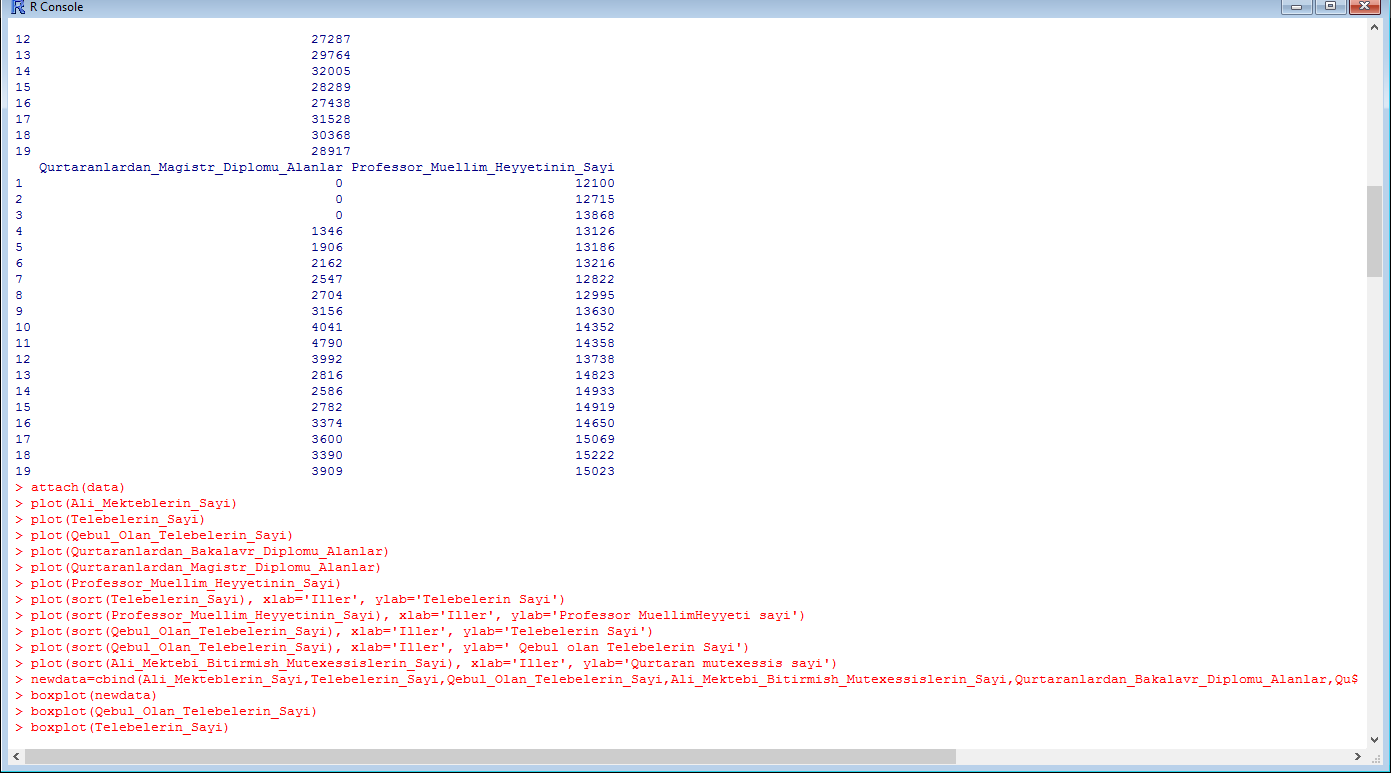 R Console
12 27287
13 29764
14 32005
15 28289
16 27438
17 31528
18 30368
19 28917
Qurtaranlardan_Magistr_Diplomu_Alanlar Professor_Muellim_Heyyetinin_Sayi
1 0 12100
2 0 12715
3 0 13868
4 1346 13126
5 1906 13186
6 2162 13216
7 2547 12822
8 2704 12995
9 3156 13630
10 4041 14352
11 4790 14358
12 3992 13738
13 2816 14823
14 2586 14933
15 2782 14919
16 3374 14650
17 3600 15069
18 3390 15222
19 3909 15023
> attach(data)
> plot(Ali_Mekteblerin_Sayi)
> plot(Telebelerin_Sayi)
> plot(Qebul_Olan_Telebelerin_Sayi)
> plot(Qurtaranlardan_Bakalavr_Diplomu_Alanlar)
> plot(Qurtaranlardan_Magistr_Diplomu_Alanlar)
> plot(Professor_Muellim_Heyyetinin_Sayi)
> plot(sort(Telebelerin_Sayi), xlab='Iller', ylab='Telebelerin Sayi')
> plot(sort(Professor_Muellim_Heyyetinin_Sayi), xlab='Iller', ylab='Professor MuellimHeyyeti sayi')
> plot(sort(Qebul_Olan_Telebelerin_Sayi), xlab='Iller', ylab='Telebelerin Sayi')
> plot(sort(Qebul_Olan_Telebelerin_Sayi), xlab='Iller', ylab=' Qebul olan Telebelerin Sayi')
> plot(sort(Ali_Mektebi_Bitirmish_Mutexessislerin_Sayi), xlab='Iller', ylab='Qurtaran mutexessis sayi')
> newdata=cbind(Ali_Mekteblerin_Sayi,Telebelerin_Sayi,Qebul_Olan_Telebelerin_Sayi,Ali_Mektebi_Bitirmish_Mutexessislerin_Sayi,Qurtaranlardan_Bakalavr_Diplomu_Alanlar,Qu$
> boxplot(newdata)
> boxplot(Qebul_Olan_Telebelerin_Sayi)
> boxplot(Telebelerin_Sayi)